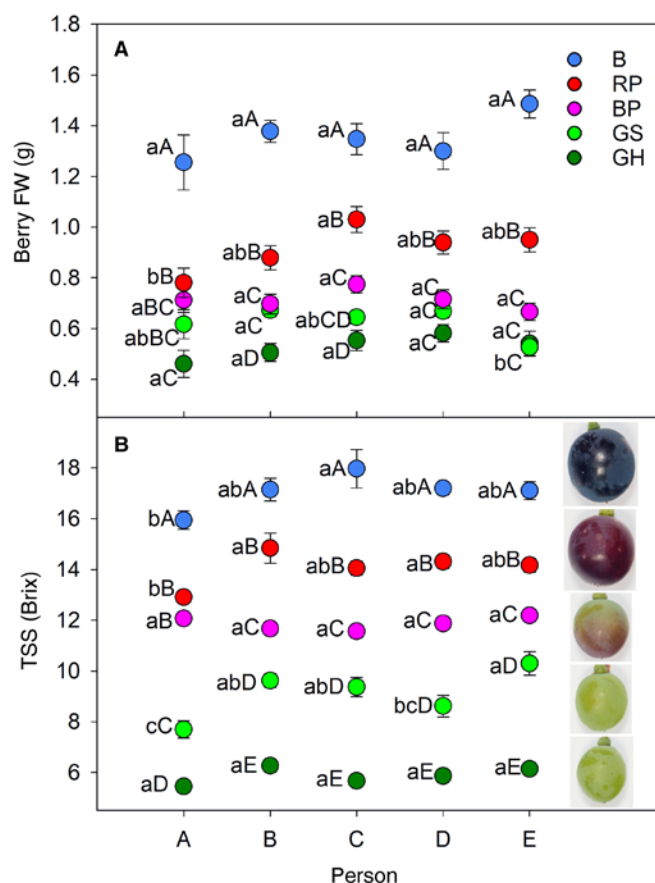 1.8
A
B
1.6
RP
aA
BP
1.4
aA
aA
GS
aA
aA
GH
1.2
Berry FW (g)
1.0
aB
abB
abB
abB
0.8
bB
aC
aC
aC
aC
aBC
aC
0.6
abCD
aC
abBC
aC
aD
aD
aC
bC
0.4
aC
B
18
aA
abA
abA
abA
16
bA
aB
14
abB
aB
abB
bB
12
aB
aC
aC
aC
aC
TSS (Brix)
10
aD
abD
abD
bcD
8
cC
6
aD
aE
aE
aE
aE
A B C D E
Person